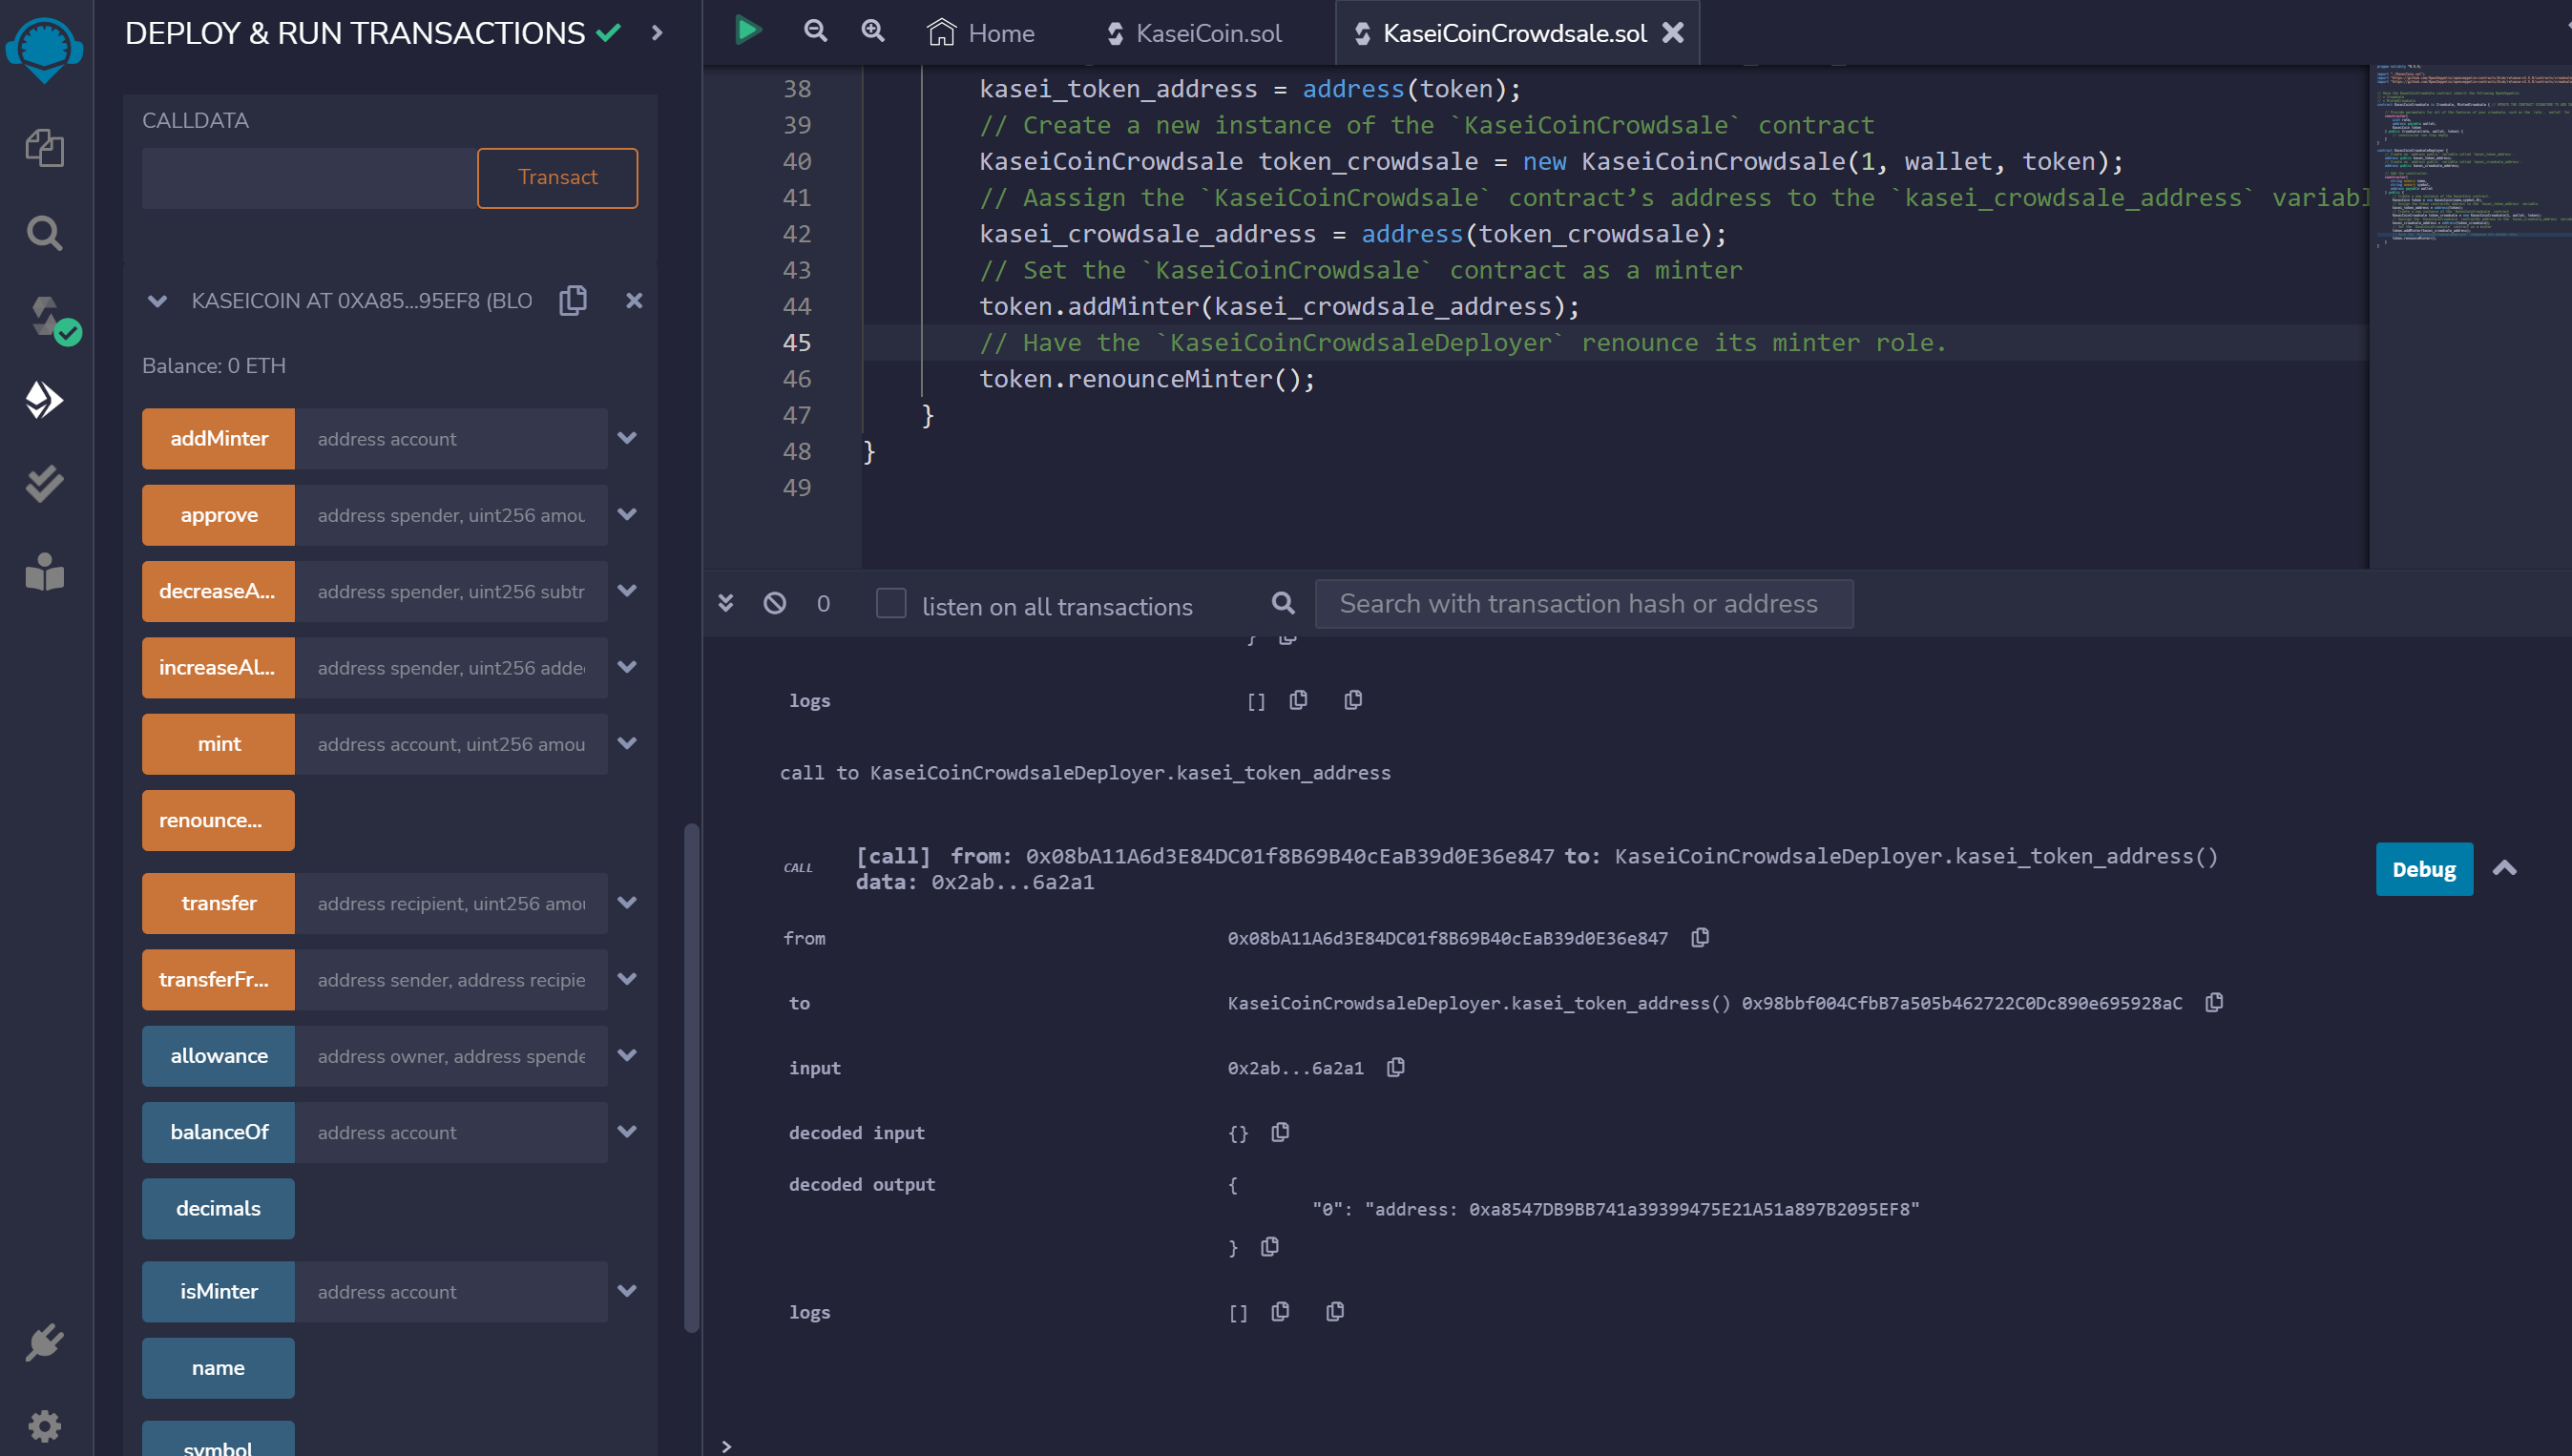 DEPLOY & RUN TRANSACTIONS
CALLDATA
Transact
KASEICOIN AT 0XA85...95EF8 (BLO
Balance: 0 ETH
addMinter address account
approve address spender, uint256 amou
decreaseA... address spender, uint256 subtr
increaseAl... address spender, uint256 adde
mint address account, uint256 amou
renounce...
transfer address recipient, uint256 amou
transferFr... address sender, address recipie
allowance address owner, address spende
balanceOf address account
decimals
isMinter address account
name
symbol
Home KaseiCoin.sol KaseiCoinCrowdsale.sol
38 kasei_token_address = address(token);
39 // Create a new instance of the `KaseiCoinCrowdsale` contract
40 KaseiCoinCrowdsale token_crowdsale = new KaseiCoinCrowdsale(1, wallet, token);
41 // Aassign the `KaseiCoinCrowdsale` contract’s address to the `kasei_crowdsale_address` variabl
42 kasei_crowdsale_address = address(token_crowdsale);
43 // Set the `KaseiCoinCrowdsale` contract as a minter
44 token.addMinter(kasei_crowdsale_address);
45 // Have the `KaseiCoinCrowdsaleDeployer` renounce its minter role.
46 token.renounceMinter();
47 }
48 }
49
0 listen on all transactions Search with transaction hash or address
}
logs []
call to KaseiCoinCrowdsaleDeployer.kasei_token_address
CALL [call] from: 0x08bA11A6d3E84DC01f8B69B40cEaB39d0E36e847 to: KaseiCoinCrowdsaleDeployer.kasei_token_address()
data: 0x2ab...6a2a1
Debug
from 0x08bA11A6d3E84DC01f8B69B40cEaB39d0E36e847
to KaseiCoinCrowdsaleDeployer.kasei_token_address() 0x98bbf004CfbB7a505b462722C0Dc890e695928aC
input 0x2ab...6a2a1
decoded input {}
decoded output {
"0": "address: 0xa8547DB9BB741a39399475E21A51a897B2095EF8"
}
logs []
>